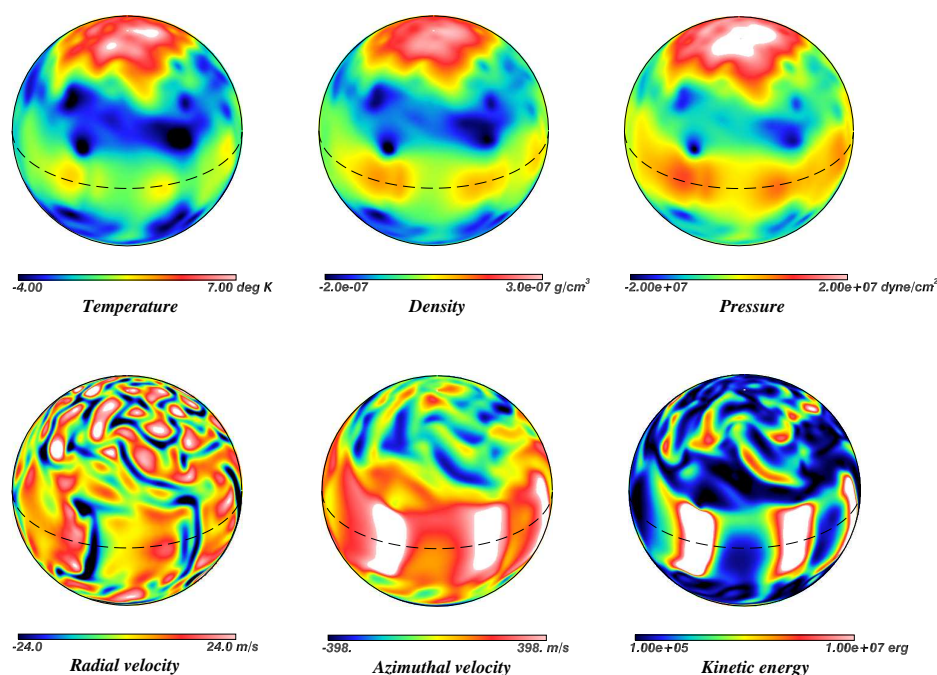 -4.00 7.00 deg K
Temperature
-2.0e-07 3.0e-07 g/cm³
Density
-2.00e+07 2.00e+07 dyne/cm²
Pressure
-24.0 24.0 m/s
Radial velocity
-398. 398. m/s
Azimuthal velocity
1.00e+05 1.00e+07 erg
Kinetic energy